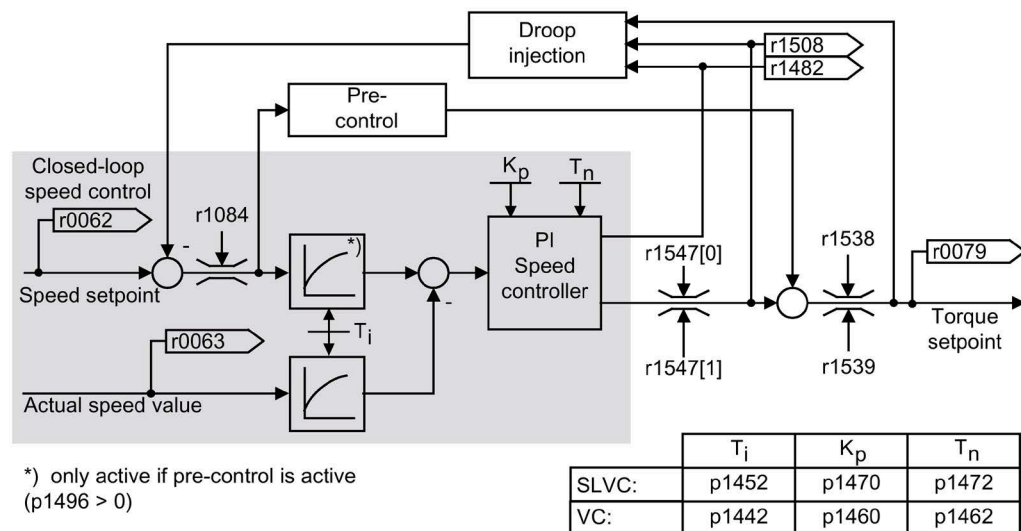 Droop
injection
r1508
r1482
Pre-
control
Closed-loop
speed control
r0062
r1084
Kp
Tn
*)
PI
Speed
controller
r1547[0]
r1538
r0079
-
-
Speed setpoint
Ti
r0063
r1547[1]
r1539
Torque
setpoint
Actual speed value
*) only active if pre-control is active
(p1496 > 0)
Ti Kp Tn
SLVC: p1452 p1470 p1472
VC: p1442 p1460 p1462